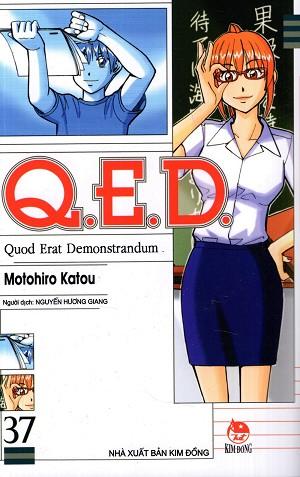 Q.E.D.
Quod Erat Demonstrandum
Motohiro Katou
Người dịch: NGUYỄN HƯƠNG GIANG
37
NHÀ XUẤT BẢN KIM ĐỒNG
KIM ĐỒNG